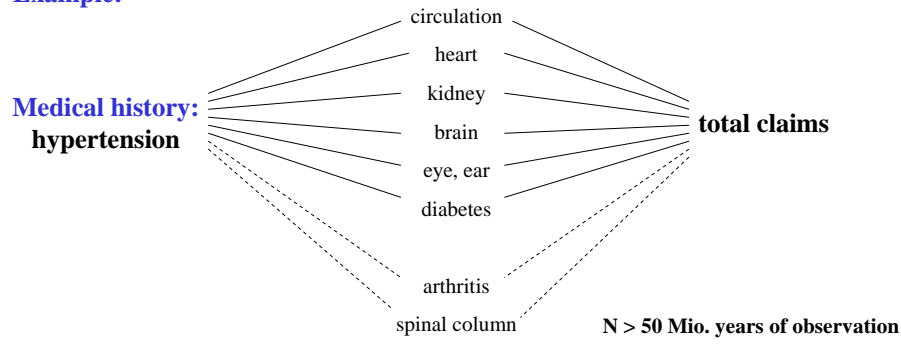 Example:
circulation
heart
kidney
brain
eye, ear
diabetes
arthritis
spinal column
Medical history:
hypertension
total claims
N > 50 Mio. years of observation